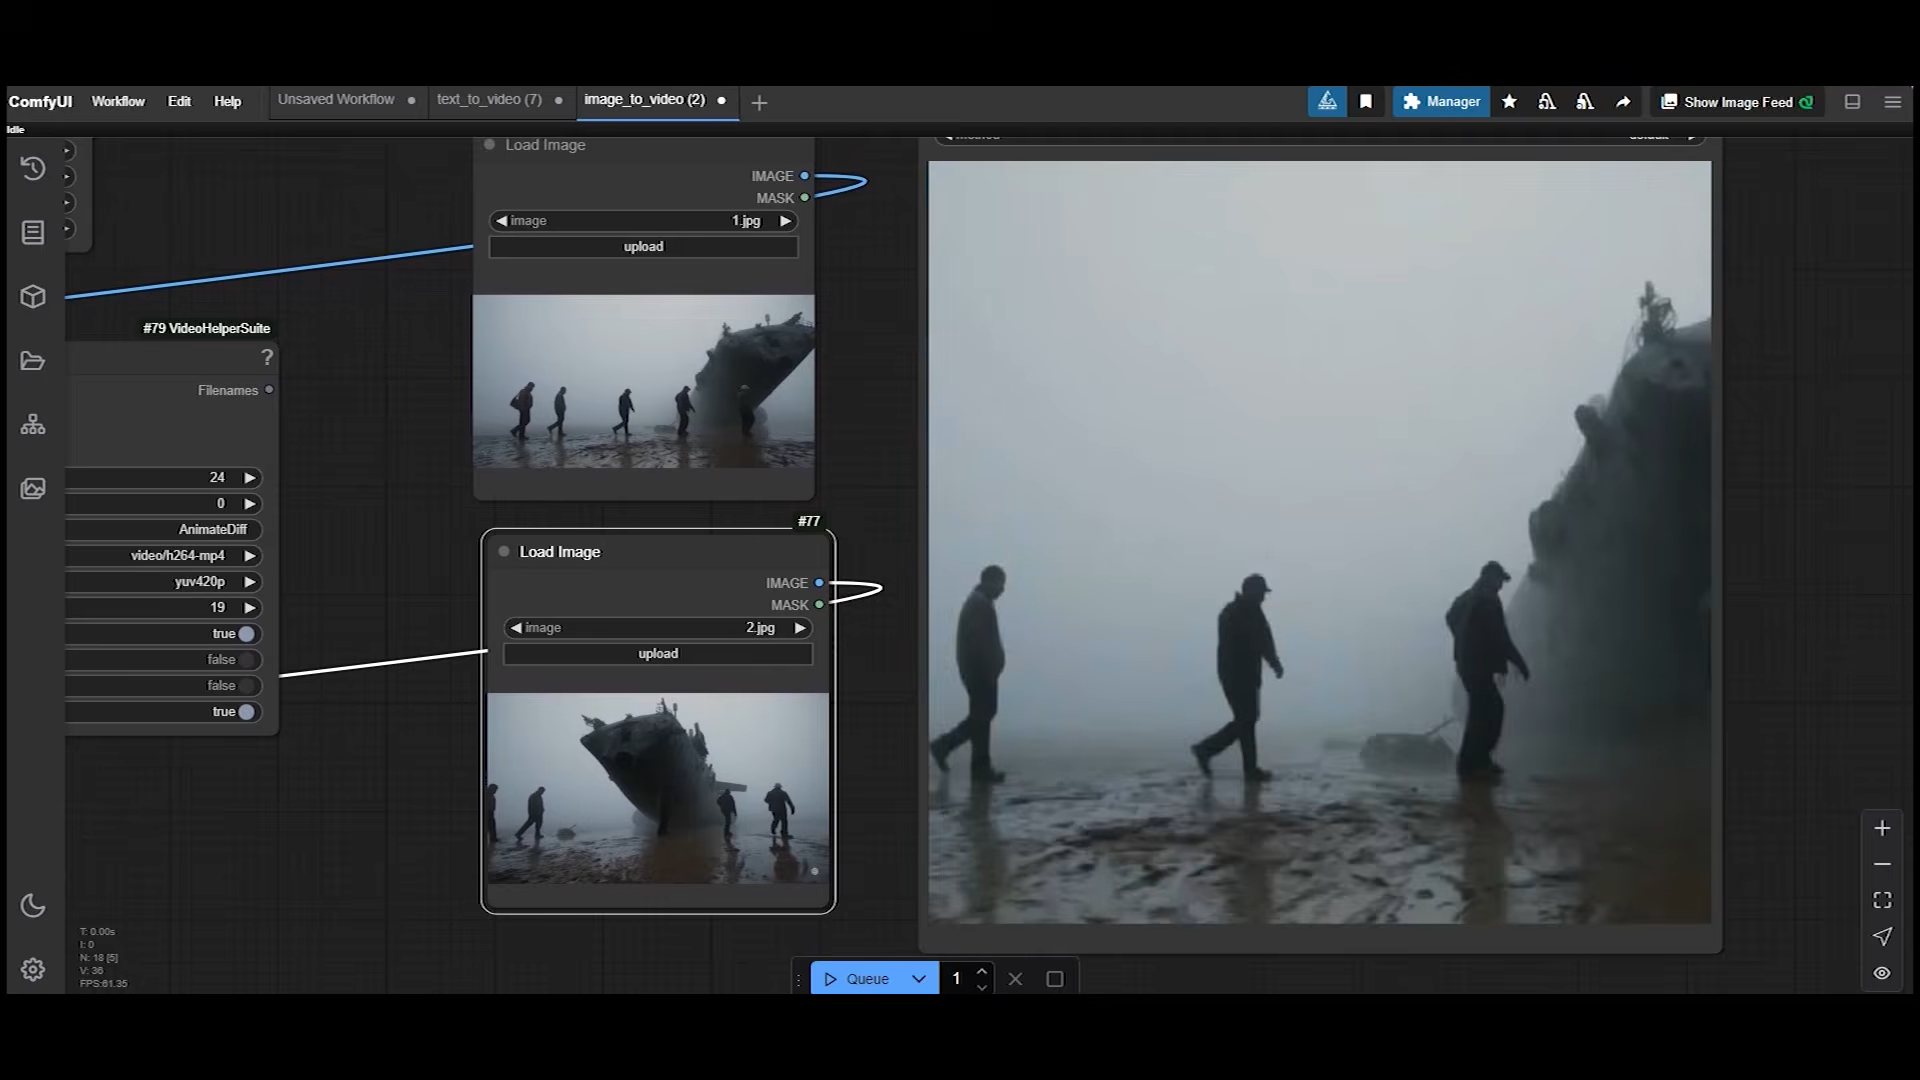 ComfyUI Workflow Edit Help Unsaved Workflow text_to_video (7) image_to_video (2) Manager Show Image Feed
Idle
Load Image
IMAGE
MASK
image 1.jpg
upload
#79 VideoHelperSuite
?
Filenames
24
0
AnimateDiff
video/h264-mp4
yuv420p
19
true
false
false
true
#77
Load Image
IMAGE
MASK
image 2.jpg
upload
T: 0.00s
I: 0
N: 18 [5]
V: 36
FPS:61.35
Queue 1